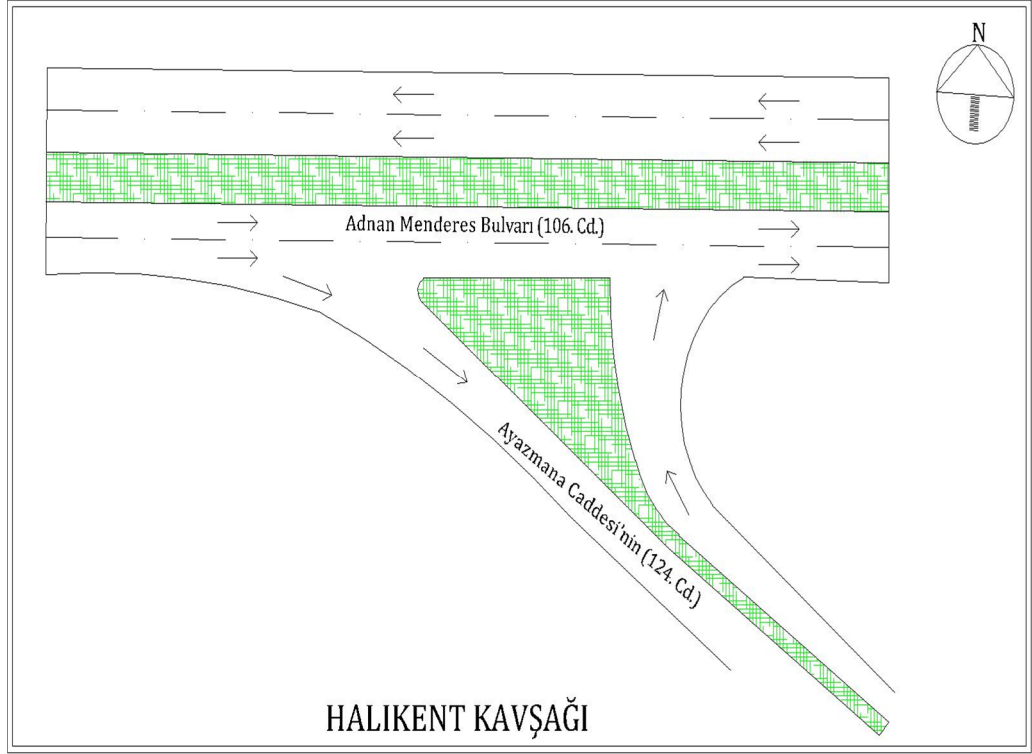 N
Adnan Menderes Bulvarı (106. Cd.)
Ayazmana Caddesi'nin (124. Cd.)
HALIKENT KAVŞAĞI